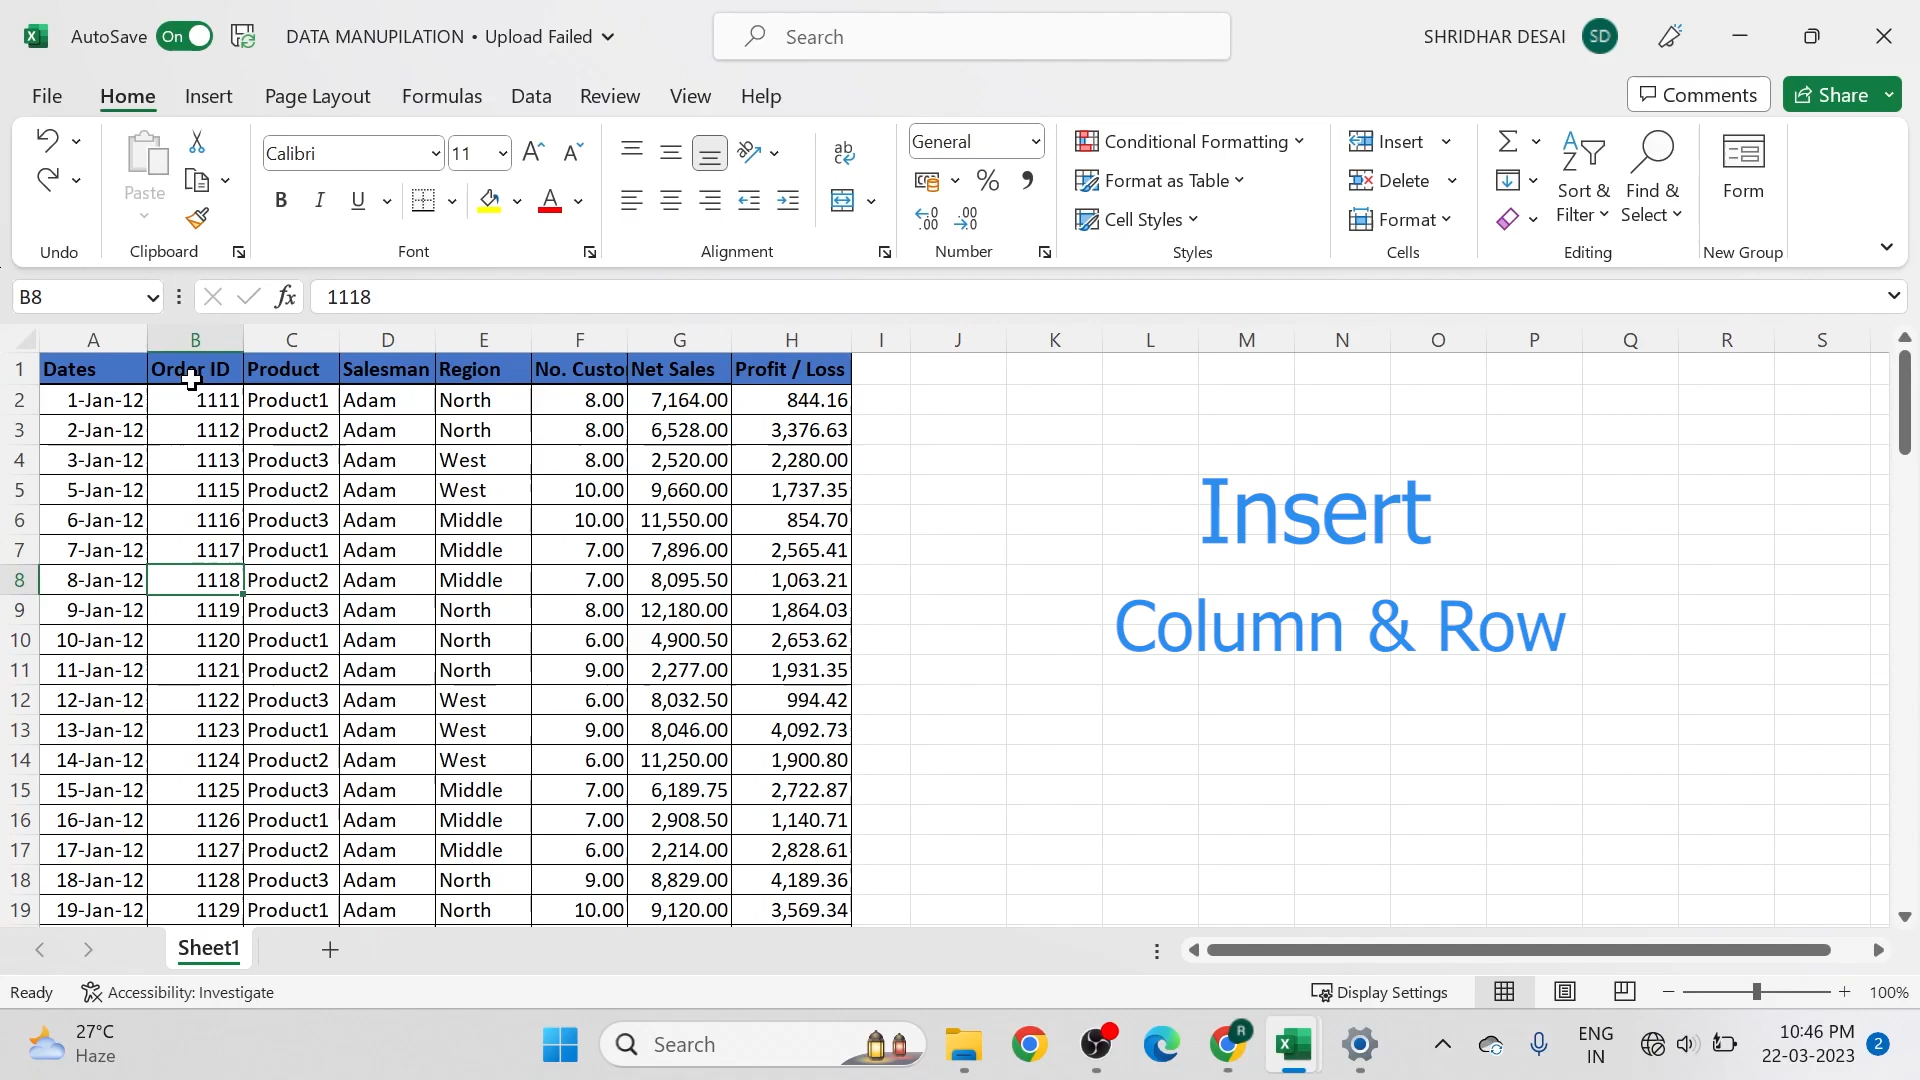 AutoSave On DATA MANUPILATION • Upload Failed Search SHRIDHAR DESAI SD
File Home Insert Page Layout Formulas Data Review View Help Comments Share
Calibri 11 General Conditional Formatting Insert
Paste Format as Table Delete Sort & Filter Find & Select Form
Cell Styles Format
Undo Clipboard Font Alignment Number Styles Cells Editing New Group
B8 fx 1118
A B C D E F G H I J K L M N O P Q R S
1 Dates Order ID Product Salesman Region No. Custo Net Sales Profit / Loss
2 1-Jan-12 1111 Product1 Adam North 8.00 7,164.00 844.16
3 2-Jan-12 1112 Product2 Adam North 8.00 6,528.00 3,376.63
4 3-Jan-12 1113 Product3 Adam West 8.00 2,520.00 2,280.00
5 5-Jan-12 1115 Product2 Adam West 10.00 9,660.00 1,737.35
6 6-Jan-12 1116 Product3 Adam Middle 10.00 11,550.00 854.70
7 7-Jan-12 1117 Product1 Adam Middle 7.00 7,896.00 2,565.41
8 8-Jan-12 1118 Product2 Adam Middle 7.00 8,095.50 1,063.21
9 9-Jan-12 1119 Product3 Adam North 8.00 12,180.00 1,864.03
10 10-Jan-12 1120 Product1 Adam North 6.00 4,900.50 2,653.62
11 11-Jan-12 1121 Product2 Adam North 9.00 2,277.00 1,931.35
12 12-Jan-12 1122 Product3 Adam West 6.00 8,032.50 994.42
13 13-Jan-12 1123 Product1 Adam West 9.00 8,046.00 4,092.73
14 14-Jan-12 1124 Product2 Adam West 6.00 11,250.00 1,900.80
15 15-Jan-12 1125 Product3 Adam Middle 7.00 6,189.75 2,722.87
16 16-Jan-12 1126 Product1 Adam Middle 7.00 2,908.50 1,140.71
17 17-Jan-12 1127 Product2 Adam Middle 6.00 2,214.00 2,828.61
18 18-Jan-12 1128 Product3 Adam North 9.00 8,829.00 4,189.36
19 19-Jan-12 1129 Product1 Adam North 10.00 9,120.00 3,569.34
Insert
Column & Row
Sheet1
Ready Accessibility: Investigate Display Settings 100%
27°C Search ENG 10:46 PM
Haze IN 22-03-2023 2